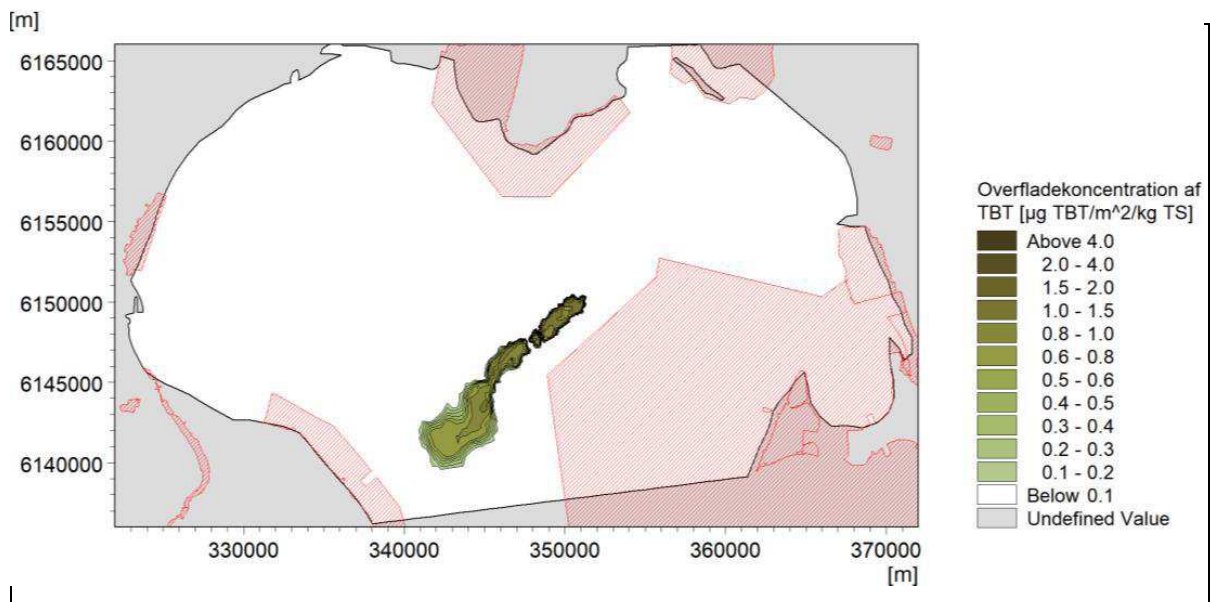 [m]
6165000
6160000
6155000
6150000
6145000
6140000
330000 340000 350000 360000 370000
[m]
Overfladekoncentration af
TBT [µg TBT/m^2/kg TS]
Above 4.0
2.0 - 4.0
1.5 - 2.0
1.0 - 1.5
0.8 - 1.0
0.6 - 0.8
0.5 - 0.6
0.4 - 0.5
0.3 - 0.4
0.2 - 0.3
0.1 - 0.2
Below 0.1
Undefined Value